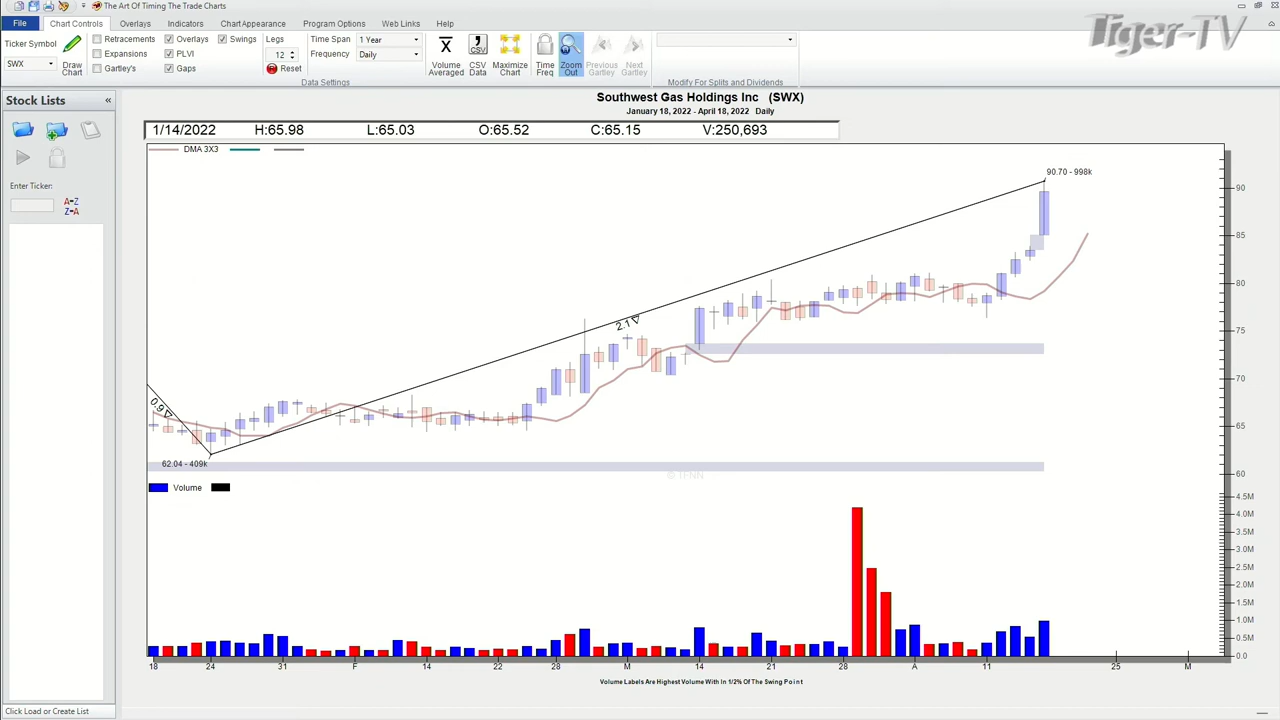 The Art Of Timing The Trade Charts
Tiger-TV
File Chart Controls Overlays Indicators Chart Appearance Program Options Web Links Help
Ticker Symbol
SWX
Draw Chart
Retracements
Expansions
Gartley's
Overlays
PLVI
Gaps
Swings
Legs
12
Reset
Time Span 1 Year
Frequency Daily
Volume Averaged
CSV
CSV Data
Maximize Chart
Time Freq
Zoom Out
Previous Gartley
Next Gartley
Data Settings
Modify For Splits and Dividends
Stock Lists «
Enter Ticker:
A-Z
Z-A
Click Load or Create List
Southwest Gas Holdings Inc (SWX)
January 18, 2022 - April 18, 2022 Daily
1/14/2022 H:65.98 L:65.03 O:65.52 C:65.15 V:250,693
DMA 3X3
90.70 - 998k
2.1
0.9
62.04 - 409k
© TFNN
90
85
80
75
70
65
60
Volume
4.5M
4.0M
3.5M
3.0M
2.5M
2.0M
1.5M
1.0M
0.5M
0.0
18 24 31 F 14 22 28 M 14 21 28 A 11 25 M
Volume Labels Are Highest Volume With In 1/2% Of The Swing Point